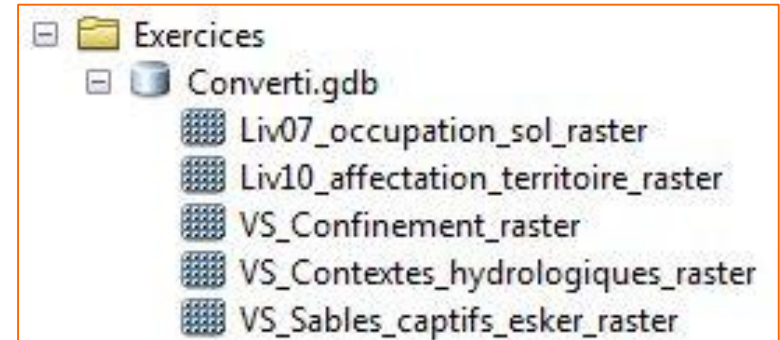 Exercices
Converti.gdb
Liv07_occupation_sol_raster
Liv10_affectation_territoire_raster
VS_Confinement_raster
VS_Contextes_hydrologiques_raster
VS_Sables_captifs_esker_raster